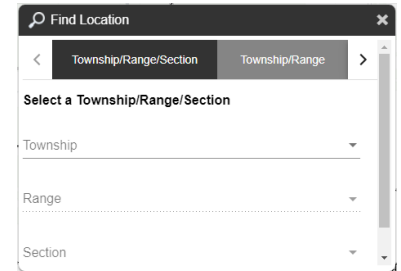 Find Location
Township/Range/Section Township/Range
Select a Township/Range/Section
Township
Range
Section